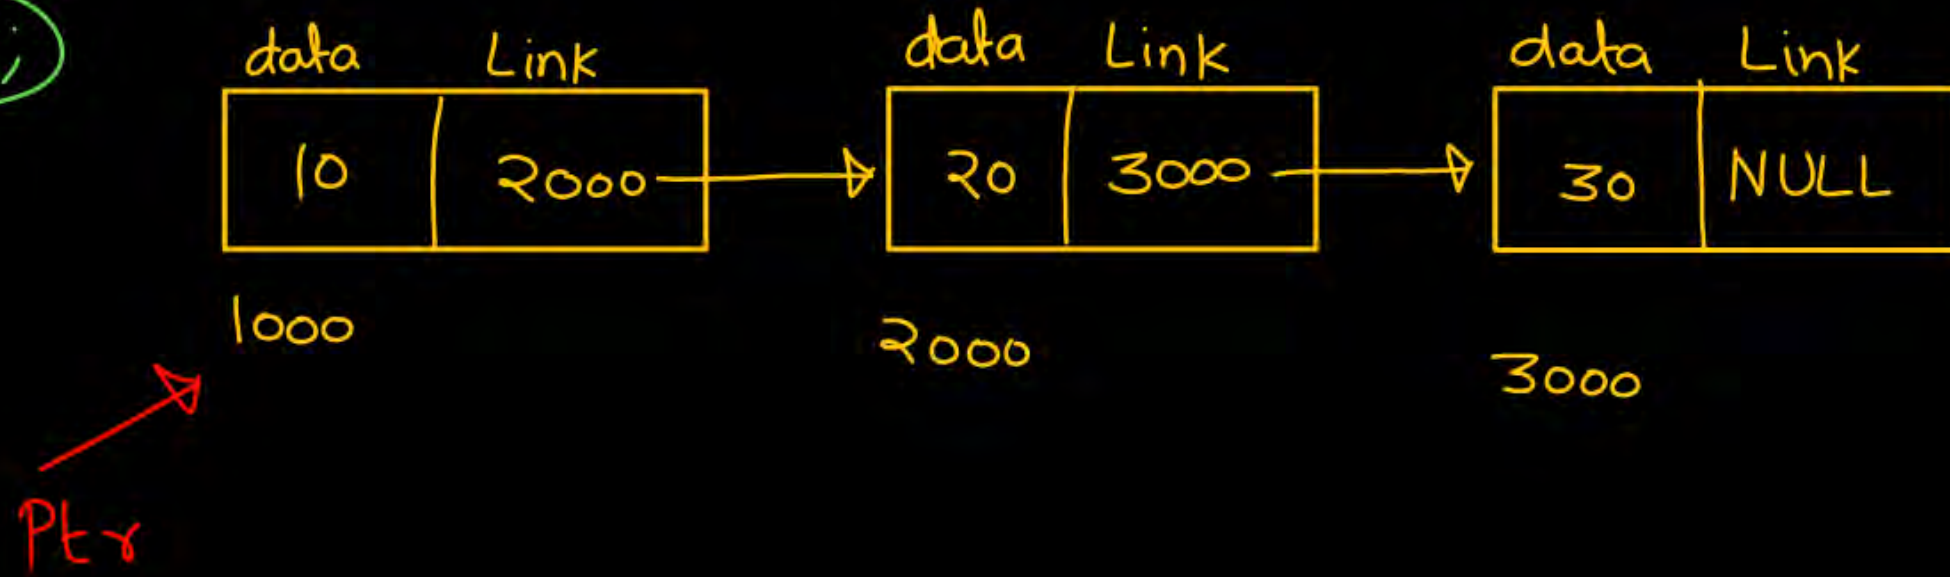 ;
data Link data Link data Link
10 2000 20 3000 30 NULL
1000 2000 3000
Ptr